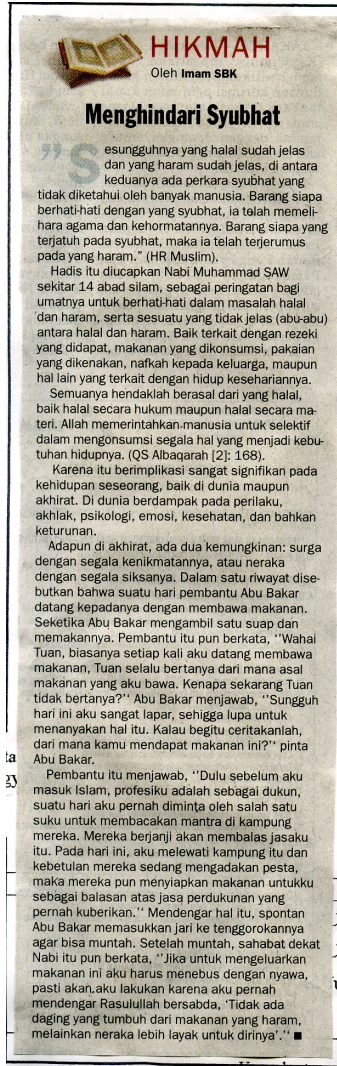 HIKMAH
Oleh Imam SBK
Menghindari Syubhat
"Sesungguhnya yang halal sudah jelas
dan yang haram sudah jelas, di antara
keduanya ada perkara syubhat yang
tidak diketahui oleh banyak manusia. Barang siapa
berhati-hati dengan yang syubhat, ia telah memeli-
hara agama dan kehormatannya. Barang siapa yang
terjatuh pada syubhat, maka ia telah terjerumus
pada yang haram." (HR Muslim).
Hadis itu diucapkan Nabi Muhammad SAW
sekitar 14 abad silam, sebagai peringatan bagi
umatnya untuk berhati-hati dalam masalah halal
dan haram, serta sesuatu yang tidak jelas (abu-abu)
antara halal dan haram. Baik terkait dengan rezeki
yang didapat, makanan yang dikonsumsi, pakaian
yang dikenakan, nafkah kepada keluarga, maupun
hal lain yang terkait dengan hidup kesehariannya.
Semuanya hendaklah berasal dari yang halal,
baik halal secara hukum maupun halal secara ma-
teri. Allah memerintahkan manusia untuk selektif
dalam mengonsumsi segala hal yang menjadi kebu-
tuhan hidupnya. (QS Albaqarah [2]: 168).
Karena itu berimplikasi sangat signifikan pada
kehidupan seseorang, baik di dunia maupun
akhirat. Di dunia berdampak pada perilaku,
akhlak, psikologi, emosi, kesehatan, dan bahkan
keturunan.
Adapun di akhirat, ada dua kemungkinan: surga
dengan segala kenikmatannya, atau neraka
dengan segala siksanya. Dalam satu riwayat dise-
butkan bahwa suatu hari pembantu Abu Bakar
datang kepadanya dengan membawa makanan.
Seketika Abu Bakar mengambil satu suap dan
memakannya. Pembantu itu pun berkata, ''Wahai
Tuan, biasanya setiap kali aku datang membawa
makanan, Tuan selalu bertanya dari mana asal
makanan yang aku bawa. Kenapa sekarang Tuan
tidak bertanya?'' Abu Bakar menjawab, ''Sungguh
hari ini aku sangat lapar, sehigga lupa untuk
menanyakan hal itu. Kalau begitu ceritakanlah,
dari mana kamu mendapat makanan ini?'' pinta
Abu Bakar.
Pembantu itu menjawab, ''Dulu sebelum aku
masuk Islam, profesiku adalah sebagai dukun,
suatu hari aku pernah diminta oleh salah satu
suku untuk membacakan mantra di kampung
mereka. Mereka berjanji akan membalas jasaku
itu. Pada hari ini, aku melewati kampung itu dan
kebetulan mereka sedang mengadakan pesta,
maka mereka pun menyiapkan makanan untukku
sebagai balasan atas jasa perdukunan yang
pernah kuberikan.'' Mendengar hal itu, spontan
Abu Bakar memasukkan jari ke tenggorokannya
agar bisa muntah. Setelah muntah, sahabat dekat
Nabi itu pun berkata, ''Jika untuk mengeluarkan
makanan ini aku harus menebus dengan nyawa,
pasti akan aku lakukan karena aku pernah
mendengar Rasulullah bersabda, 'Tidak ada
daging yang tumbuh dari makanan yang haram,
melainkan neraka lebih layak untuk dirinya'.'' ■